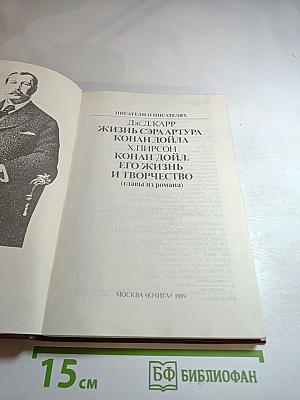 ПИСАТЕЛИ О ПИСАТЕЛЯХ
Дж.Д.КАРР
ЖИЗНЬ СЭРА АРТУРА
КОНАН ДОЙЛА
Х.ПИРСОН
КОНАН ДОЙЛ.
ЕГО ЖИЗНЬ
И ТВОРЧЕСТВО
(главы из романа)
МОСКВА «КНИГА» 1989
15 см
БФ БИБЛИОФАН